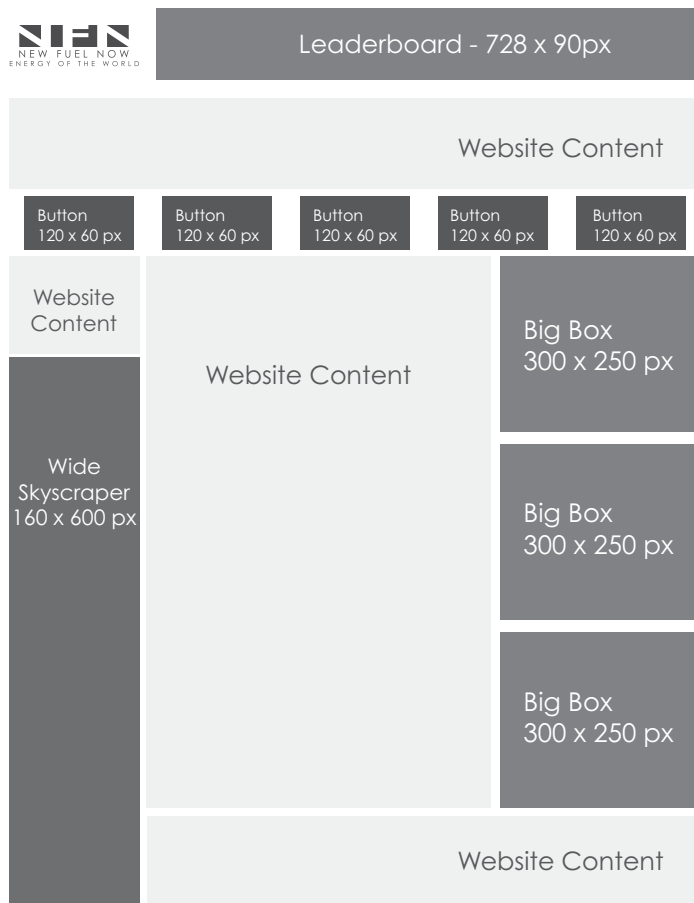 NFN
NEW FUEL NOW
ENERGY OF THE WORLD
Leaderboard - 728 x 90px
Website Content
Button
120 x 60 px
Button
120 x 60 px
Button
120 x 60 px
Button
120 x 60 px
Button
120 x 60 px
Website
Content
Wide
Skyscraper
160 x 600 px
Website Content
Big Box
300 x 250 px
Big Box
300 x 250 px
Big Box
300 x 250 px
Website Content